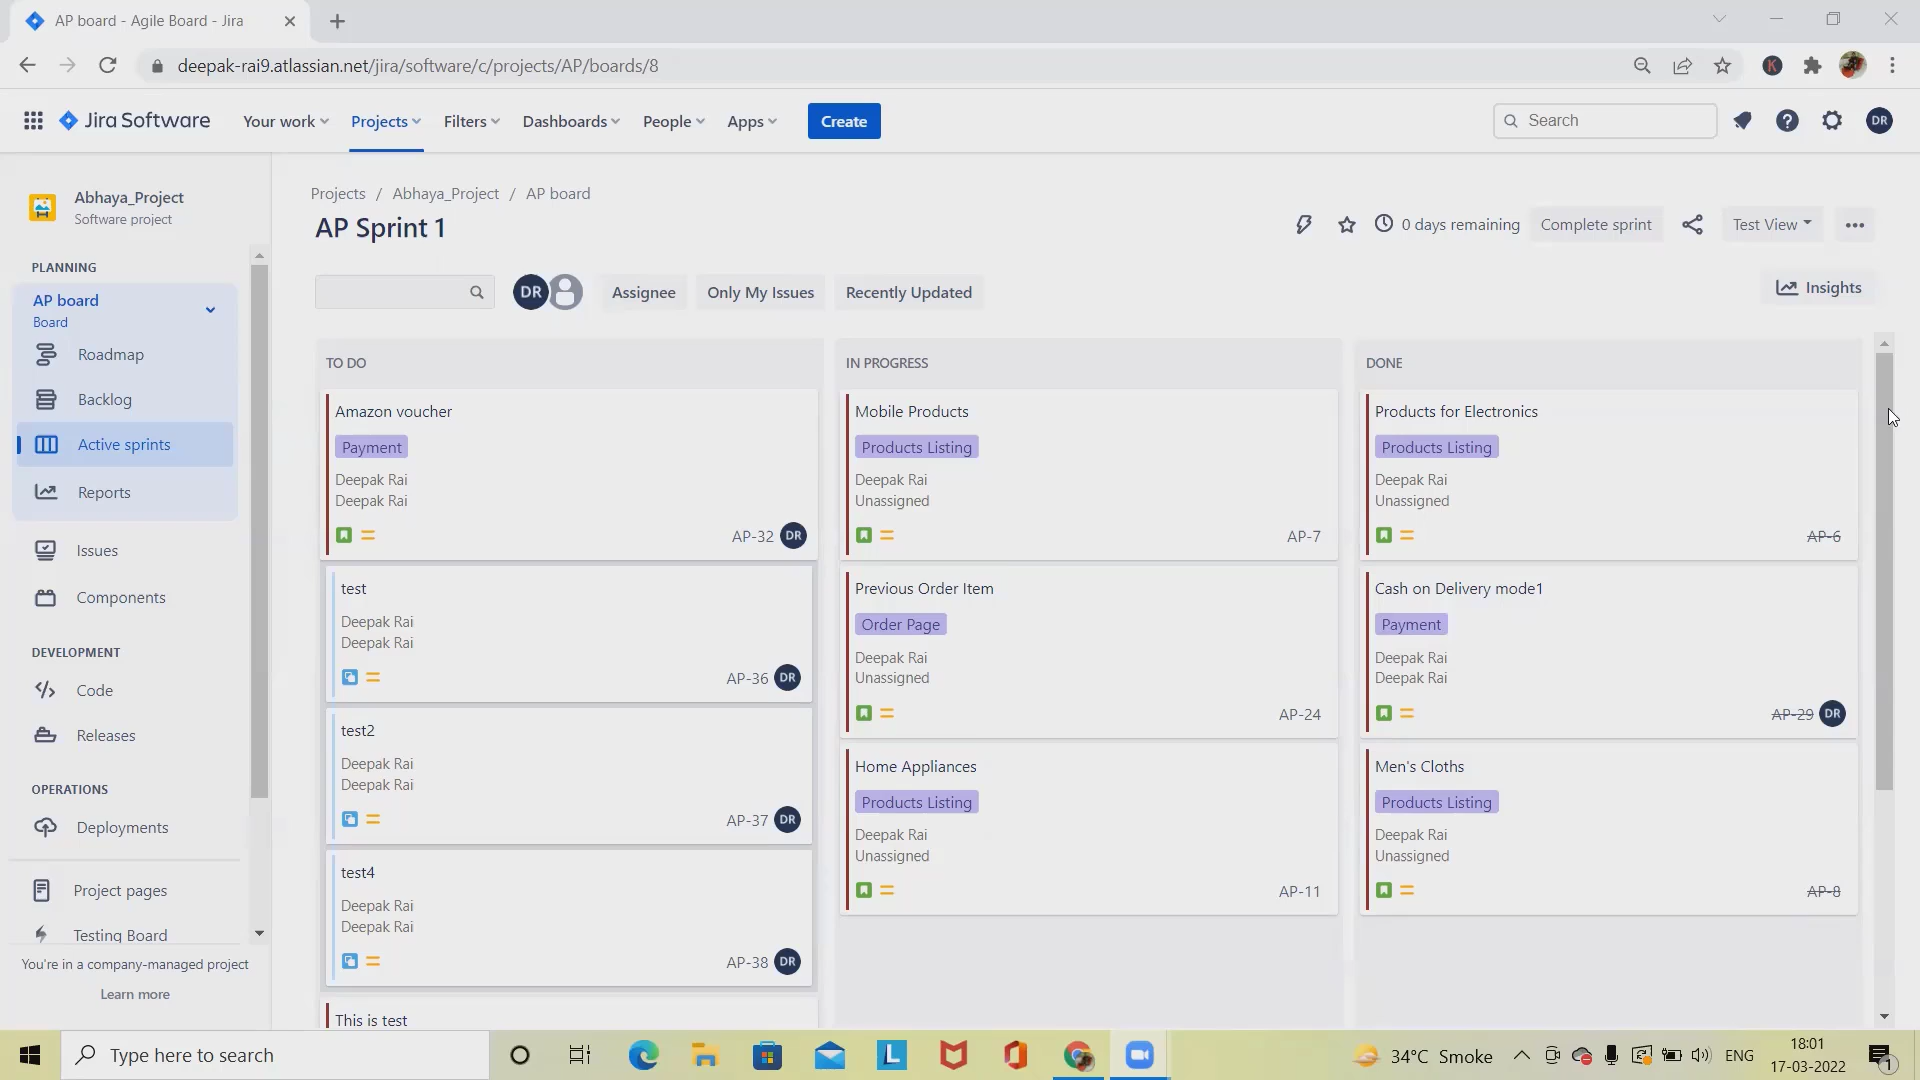 AP board - Agile Board - Jira
deepak-rai9.atlassian.net/jira/software/c/projects/AP/boards/8
K
Jira Software
Your work
Projects
Filters
Dashboards
People
Apps
Create
Search
DR
Abhaya_Project
Software project
PLANNING
AP board
Board
Roadmap
Backlog
Active sprints
Reports
Issues
Components
DEVELOPMENT
Code
Releases
OPERATIONS
Deployments
Project pages
Testing Board
You're in a company-managed project
Learn more
Projects / Abhaya_Project / AP board
AP Sprint 1
0 days remaining
Complete sprint
Test View
DR
Assignee
Only My Issues
Recently Updated
Insights
TO DO
Amazon voucher
Payment
Deepak Rai
Deepak Rai
AP-32 DR
test
Deepak Rai
Deepak Rai
AP-36 DR
test2
Deepak Rai
Deepak Rai
AP-37 DR
test4
Deepak Rai
Deepak Rai
AP-38 DR
This is test
IN PROGRESS
Mobile Products
Products Listing
Deepak Rai
Unassigned
AP-7
Previous Order Item
Order Page
Deepak Rai
Unassigned
AP-24
Home Appliances
Products Listing
Deepak Rai
Unassigned
AP-11
DONE
Products for Electronics
Products Listing
Deepak Rai
Unassigned
AP-6
Cash on Delivery mode1
Payment
Deepak Rai
Deepak Rai
AP-29 DR
Men's Cloths
Products Listing
Deepak Rai
Unassigned
AP-8
Type here to search
L
34°C Smoke
ENG
18:01
17-03-2022
1